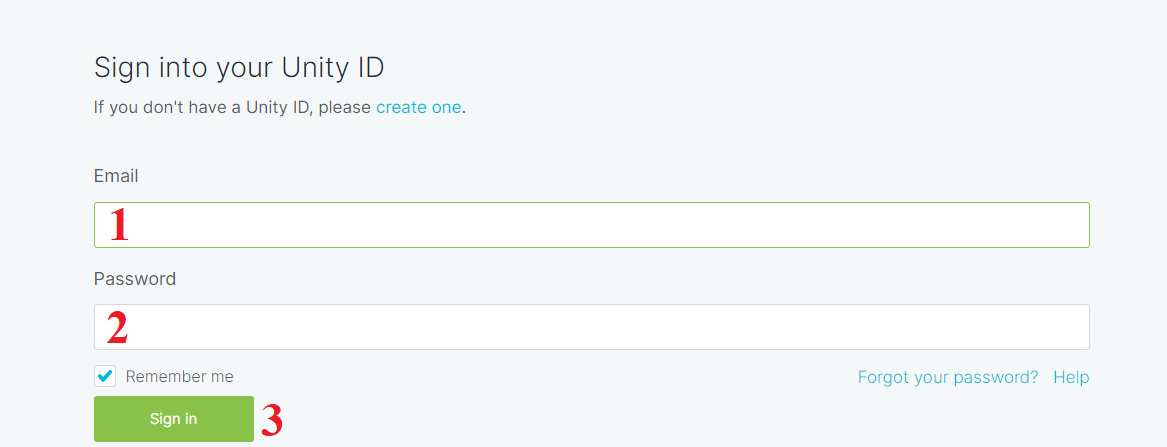 Sign into your Unity ID
If you don't have a Unity ID, please create one.
Email
1
Password
2
Remember me
Forgot your password? Help
Sign in 3